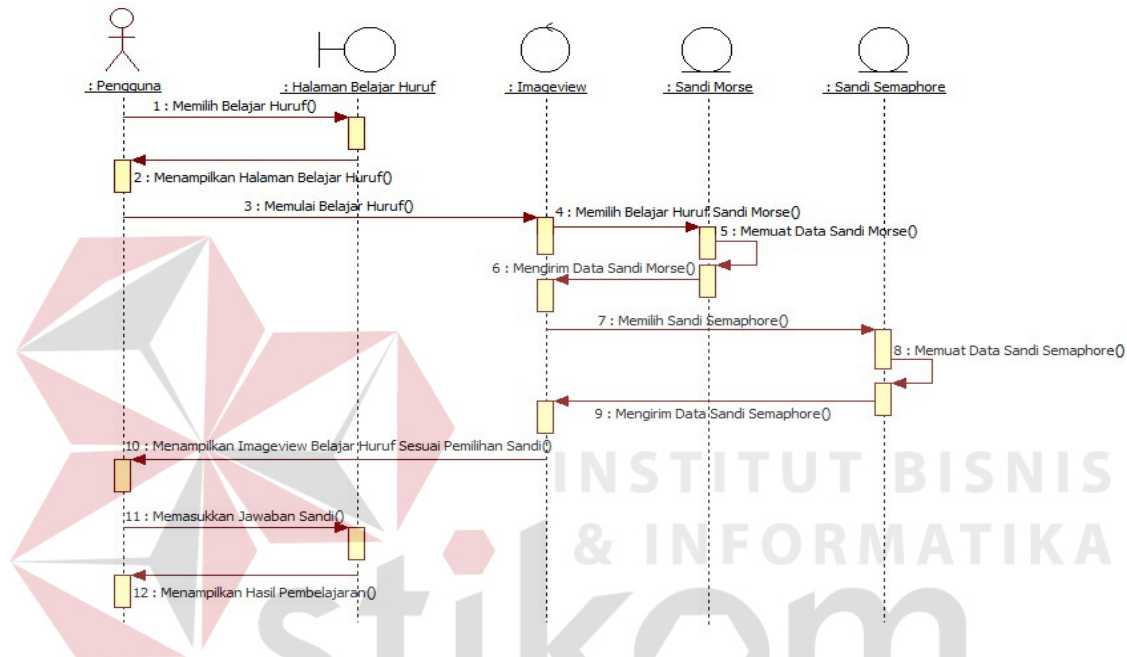 : Pengguna
: Halaman Belajar Huruf
: Imageview
: Sandi Morse
: Sandi Semaphore
1 : Memilih Belajar Huruf()
2 : Menampilkan Halaman Belajar Huruf()
3 : Memulai Belajar Huruf()
4 : Memilih Belajar Huruf Sandi Morse()
5 : Memuat Data Sandi Morse()
6 : Mengirim Data Sandi Morse()
7 : Memilih Sandi Semaphore()
8 : Memuat Data Sandi Semaphore()
9 : Mengirim Data Sandi Semaphore()
10 : Menampilkan Imageview Belajar Huruf Sesuai Pemilihan Sandi()
11 : Memasukkan Jawaban Sandi()
12 : Menampilkan Hasil Pembelajaran()
INSTITUT BISNIS
& INFORMATIKA
stikom